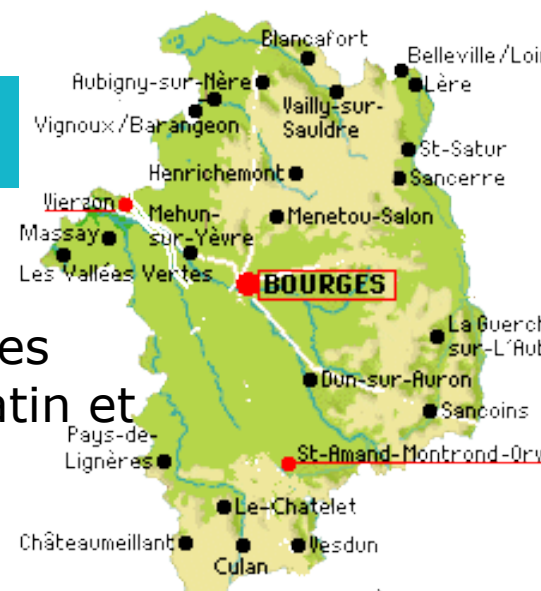 Blancafort
Belleville/Loi
Aubigny-sur-Nère
Lère
Vailly-sur-
Sauldre
Vignoux/Barangeon
St-Satur
Henrichemont
Sancerre
Vierzon
Mehun-
sur-Yèvre
Menetou-Salon
Massay
Les Vallées Vertes
BOURGES
La Guerch
sur-L'Aub
es
Dun-sur-Auron
tin et
Sancoins
Pays-de-
Lignères
St-Amand-Montrond-Orv
Le-Chatelet
Châteaumeillant
Vesdun
Culan